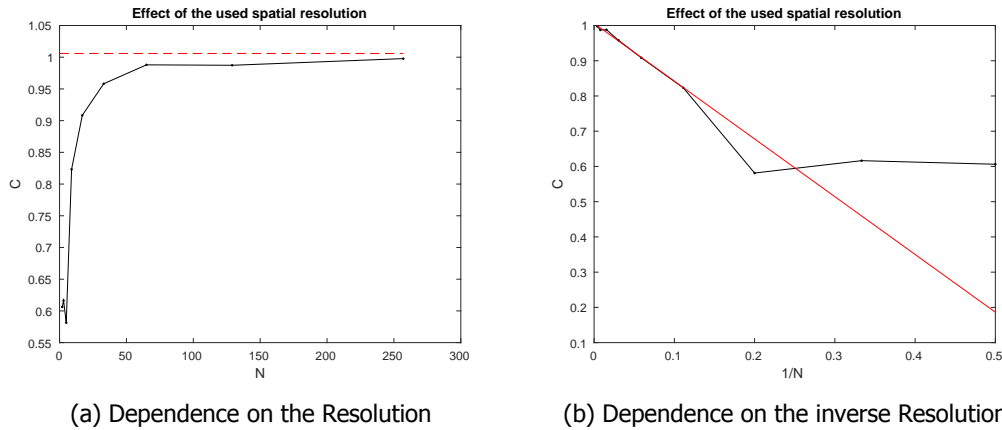 Effect of the used spatial resolution
1.05
1
0.95
0.9
0.85
0.8
0.75
0.7
0.65
0.6
0.55
C
0 50 100 150 200 250 300
N
(a) Dependence on the Resolution
Effect of the used spatial resolution
1
0.9
0.8
0.7
0.6
0.5
0.4
0.3
0.2
0.1
C
0 0.1 0.2 0.3 0.4 0.5
1/N
(b) Dependence on the inverse Resolution